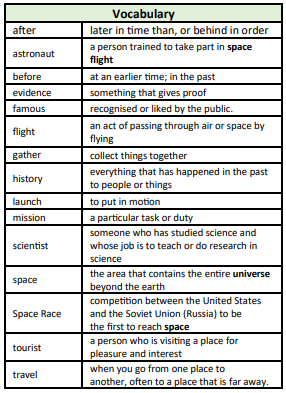 Vocabulary
after later in time than, or behind in order
astronaut a person trained to take part in space
flight
before at an earlier time; in the past
evidence something that gives proof
famous recognised or liked by the public.
flight an act of passing through air or space by
flying
gather collect things together
history everything that has happened in the past
to people or things
launch to put in motion
mission a particular task or duty
scientist someone who has studied science and
whose job is to teach or do research in
science
space the area that contains the entire universe
beyond the earth
Space Race competition between the United States
and the Soviet Union (Russia) to be
the first to reach space
tourist a person who is visiting a place for
pleasure and interest
travel when you go from one place to
another, often to a place that is far away.